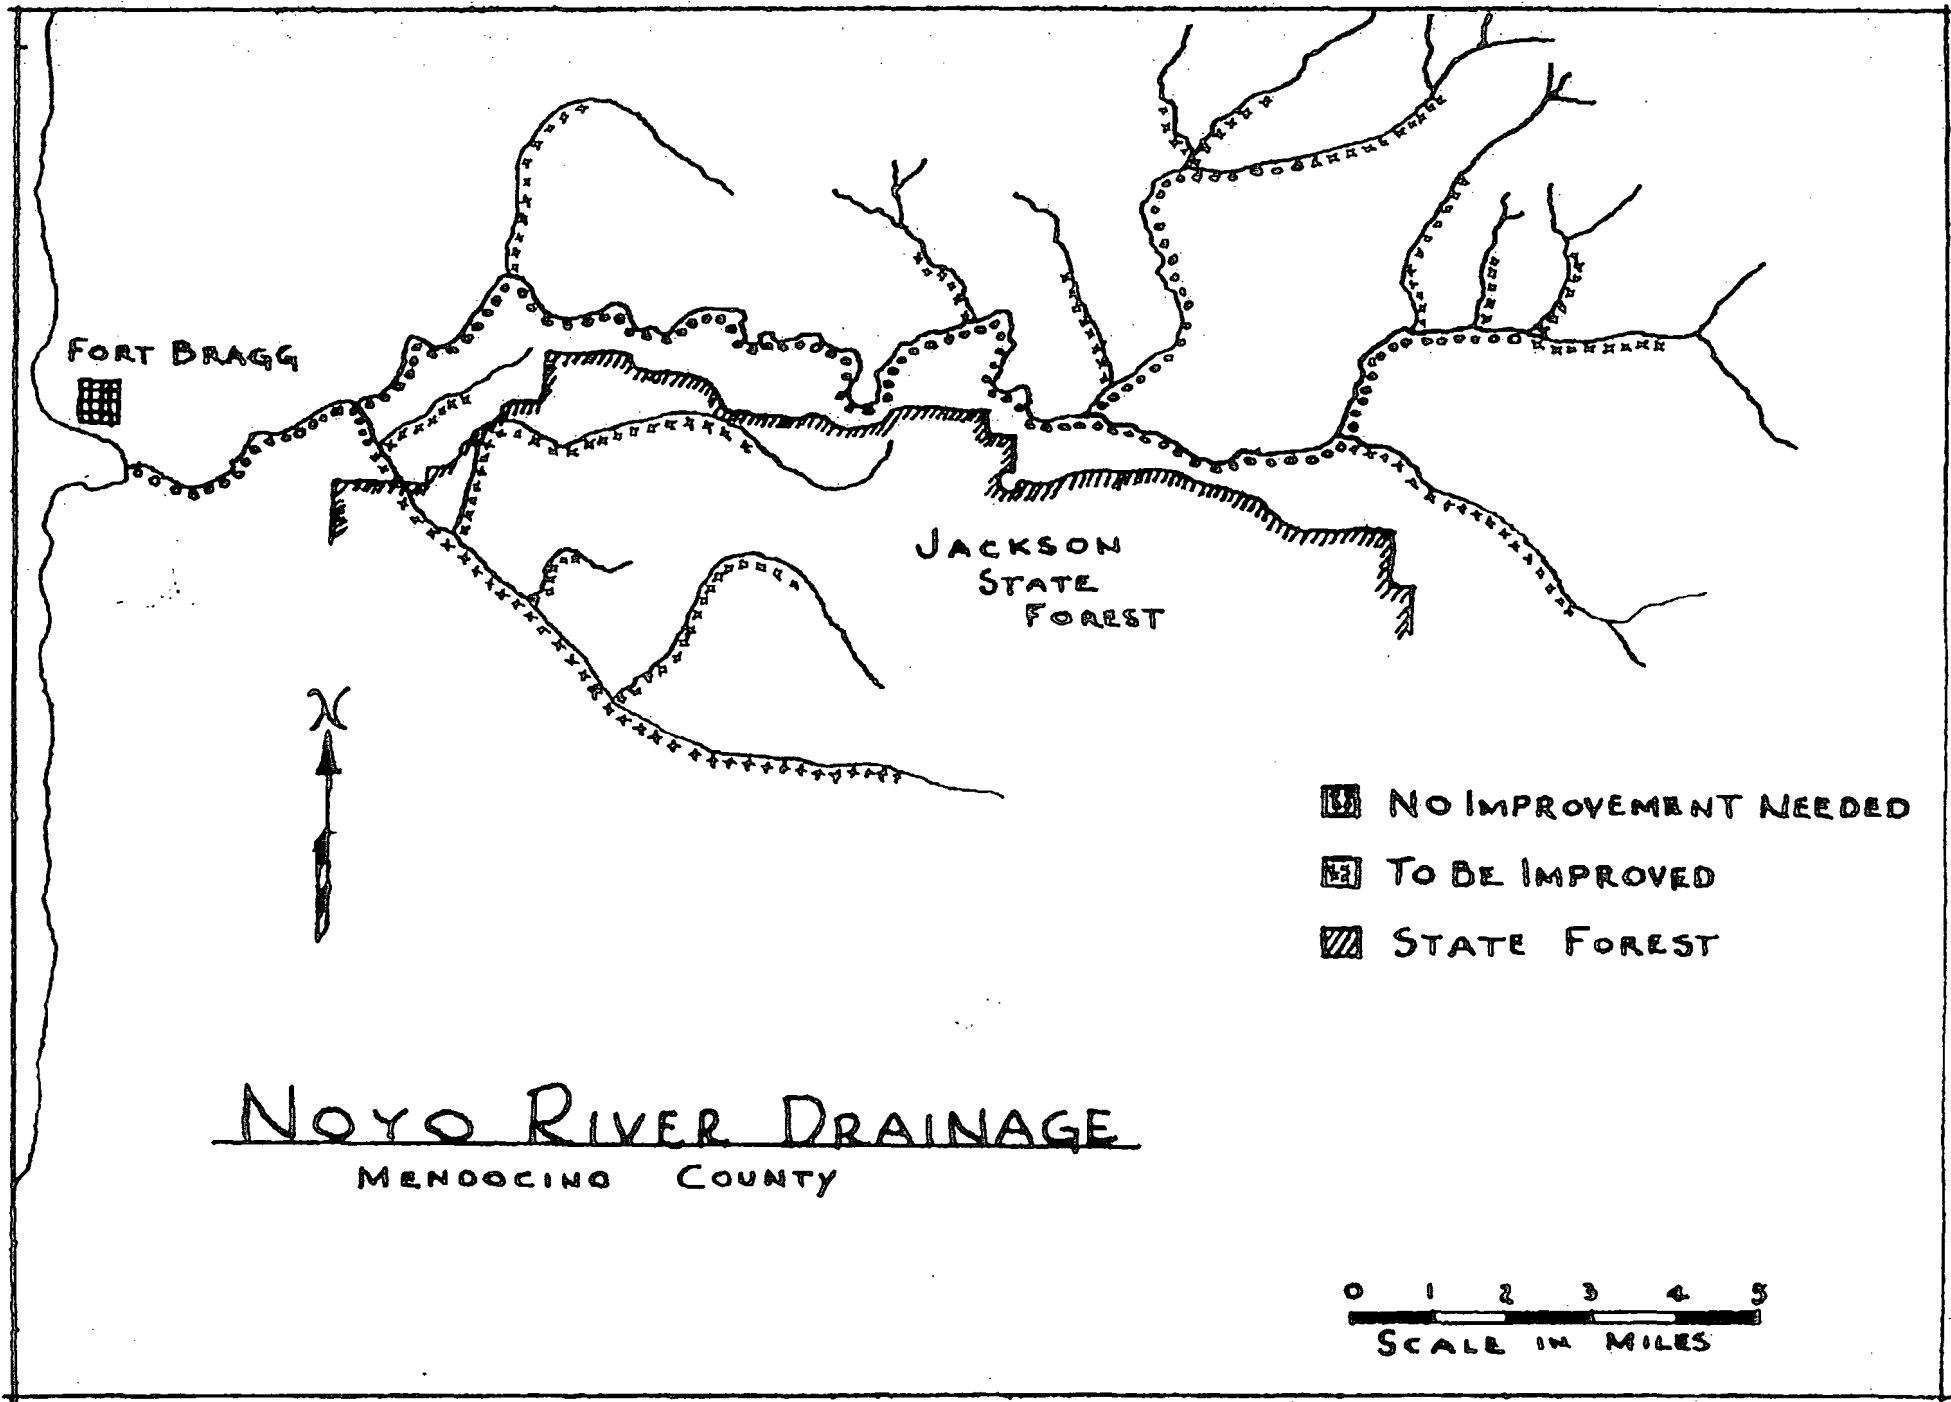 FORT BRAGG
JACKSON
STATE
FOREST
N
NO IMPROVEMENT NEEDED
TO BE IMPROVED
STATE FOREST
NOYO RIVER DRAINAGE
MENDOCINO COUNTY
0 1 2 3 4 5
SCALE IN MILES